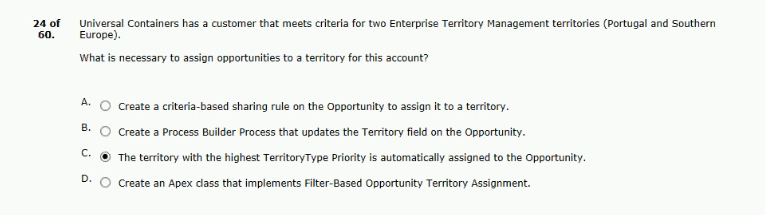 24 of Universal Containers has a customer that meets criteria for two Enterprise Territory Management territories (Portugal and Southern
60. Europe).
What is necessary to assign opportunities to a territory for this account?
A. Create a criteria-based sharing rule on the Opportunity to assign it to a territory.
B. Create a Process Builder Process that updates the Territory field on the Opportunity.
C. The territory with the highest TerritoryType Priority is automatically assigned to the Opportunity.
D. Create an Apex class that implements Filter-Based Opportunity Territory Assignment.